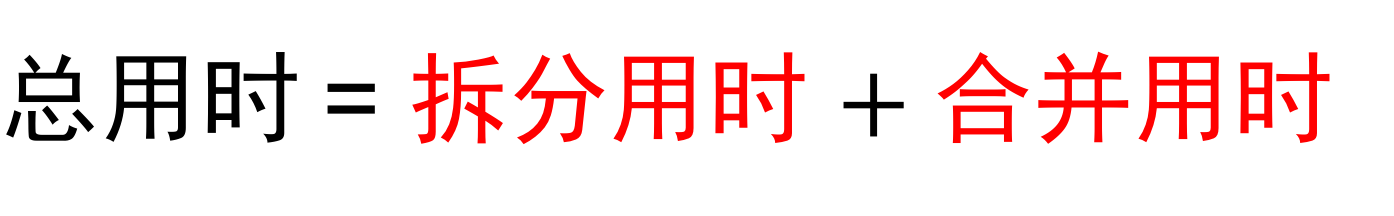 总用时 = 拆分用时 + 合并用时